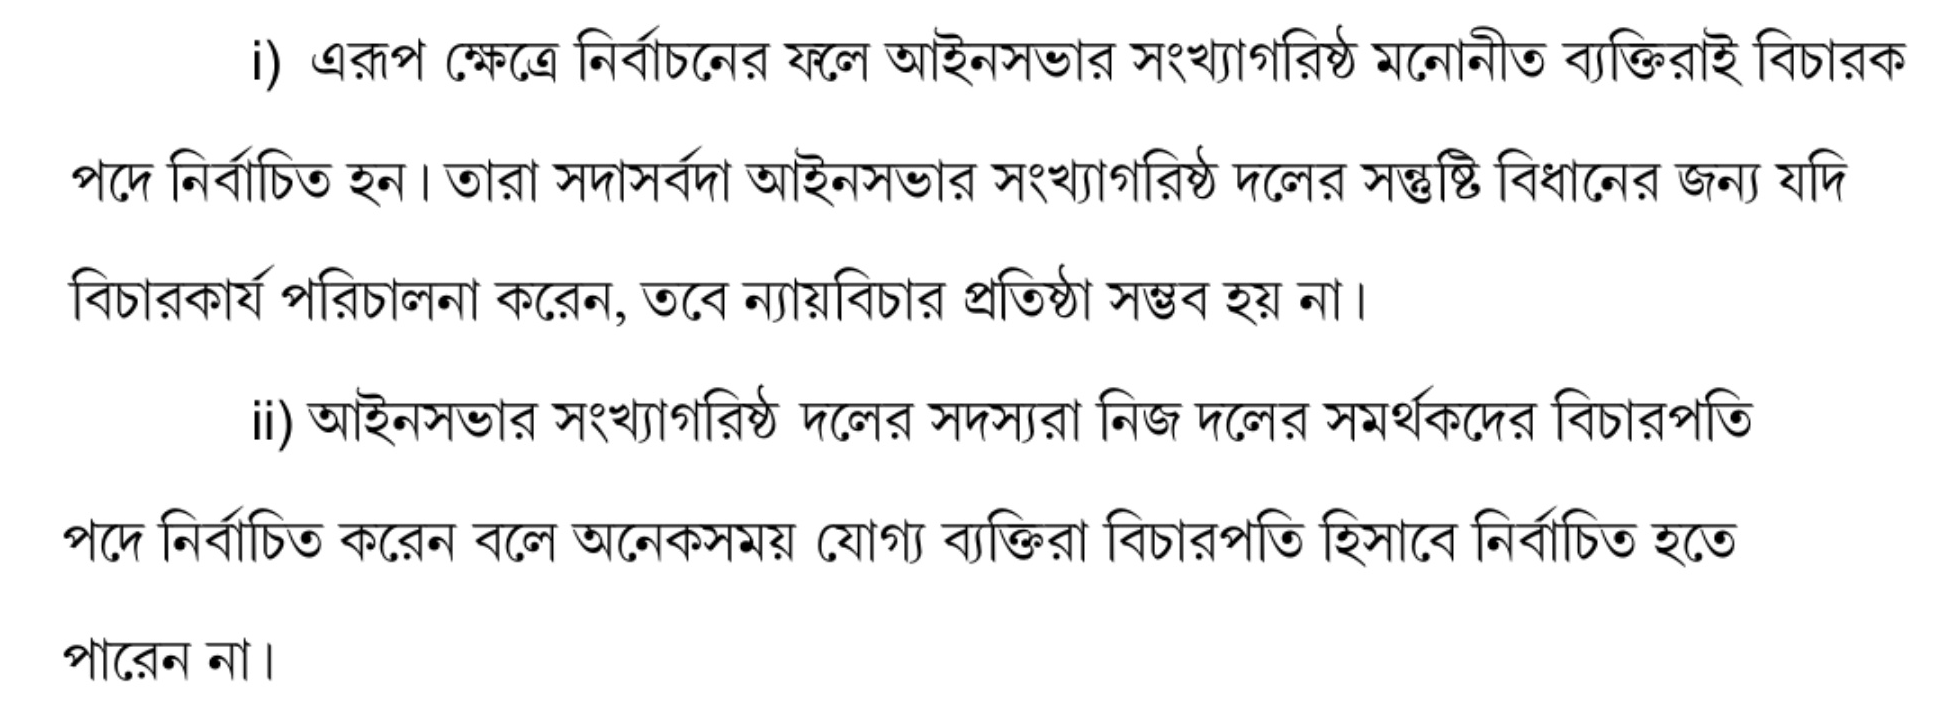 i) এরূপ ক্ষেত্রে নির্বাচনের ফলে আইনসভার সংখ্যাগরিষ্ঠ মনোনীত ব্যক্তিরাই বিচারক
পদে নির্বাচিত হন। তারা সদাসর্বদা আইনসভার সংখ্যাগরিষ্ঠ দলের সন্তুষ্টি বিধানের জন্য যদি
বিচারকার্য পরিচালনা করেন, তবে ন্যায়বিচার প্রতিষ্ঠা সম্ভব হয় না।
ii) আইনসভার সংখ্যাগরিষ্ঠ দলের সদস্যরা নিজ দলের সমর্থকদের বিচারপতি
পদে নির্বাচিত করেন বলে অনেকসময় যোগ্য ব্যক্তিরা বিচারপতি হিসাবে নির্বাচিত হতে
পারেন না।